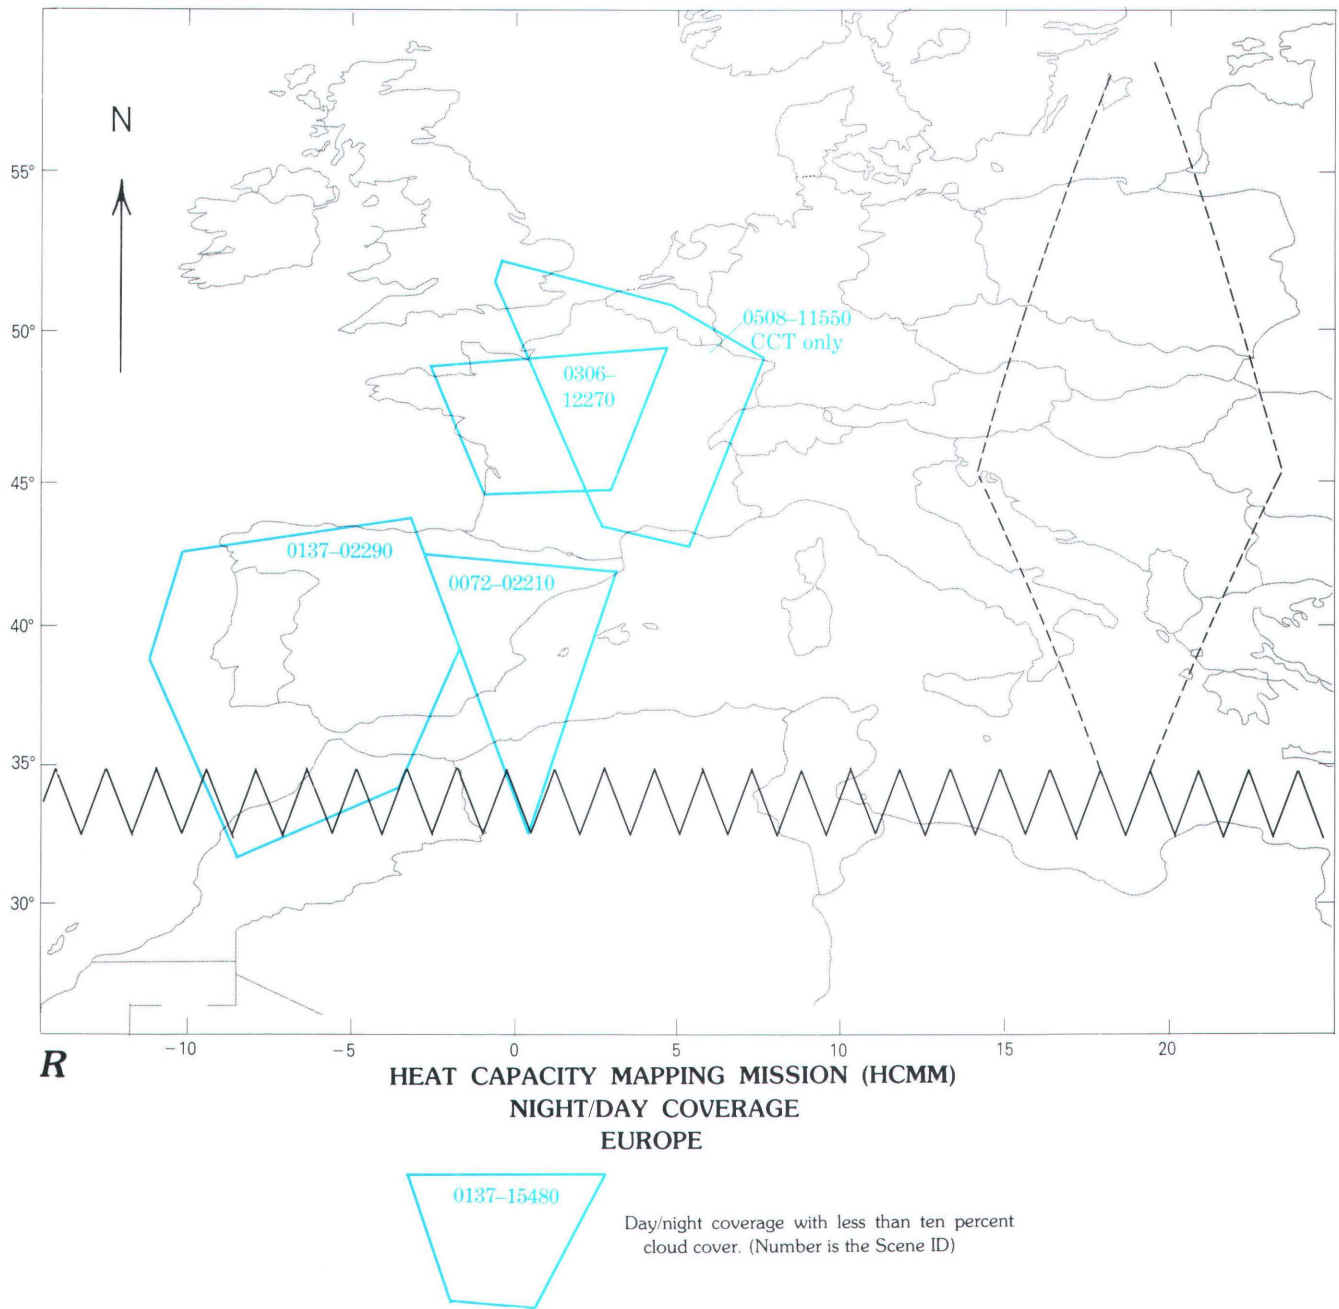 N
55°
50°
0508–11550
CCT only
0306–
12270
45°
0137–02290
0072–02210
40°
35°
30°
−10
−5
0
5
10
15
20
R
HEAT CAPACITY MAPPING MISSION (HCMM)
NIGHT/DAY COVERAGE
EUROPE
0137–15480
Day/night coverage with less than ten percent
cloud cover. (Number is the Scene ID)